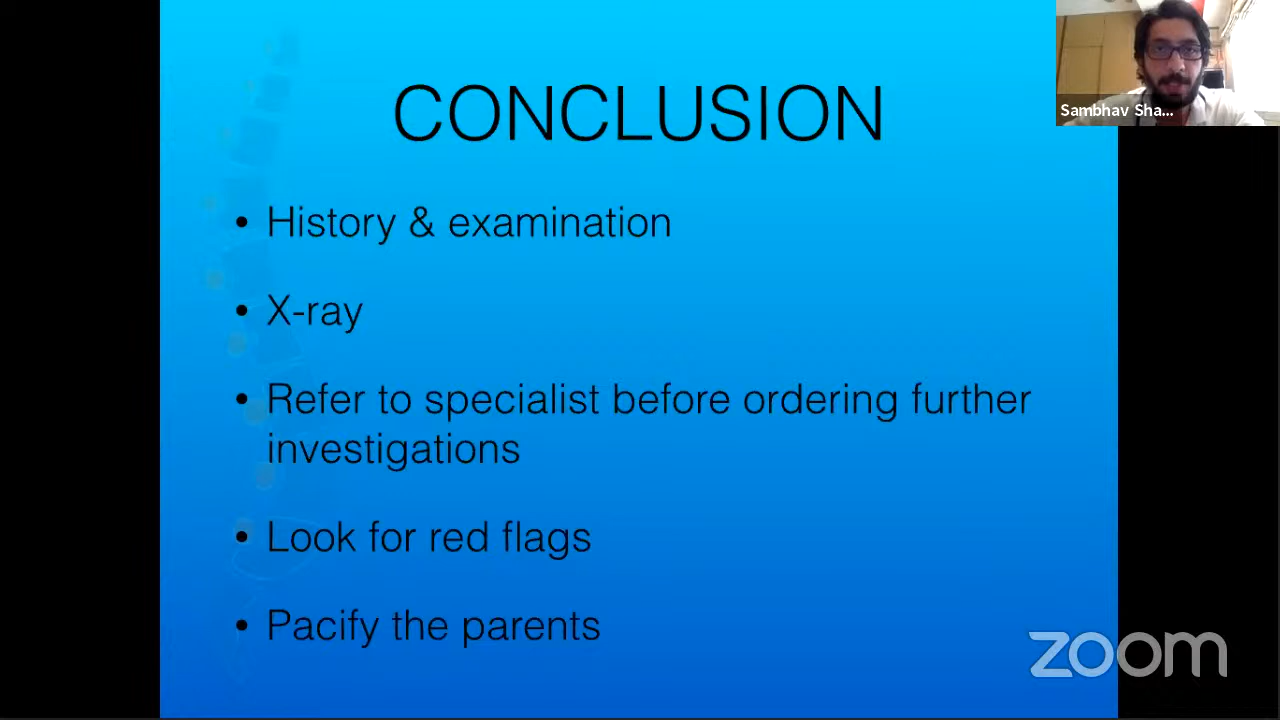 CONCLUSION
Sambhav Sha...
• History & examination
• X-ray
• Refer to specialist before ordering further
investigations
• Look for red flags
• Pacify the parents
zoom